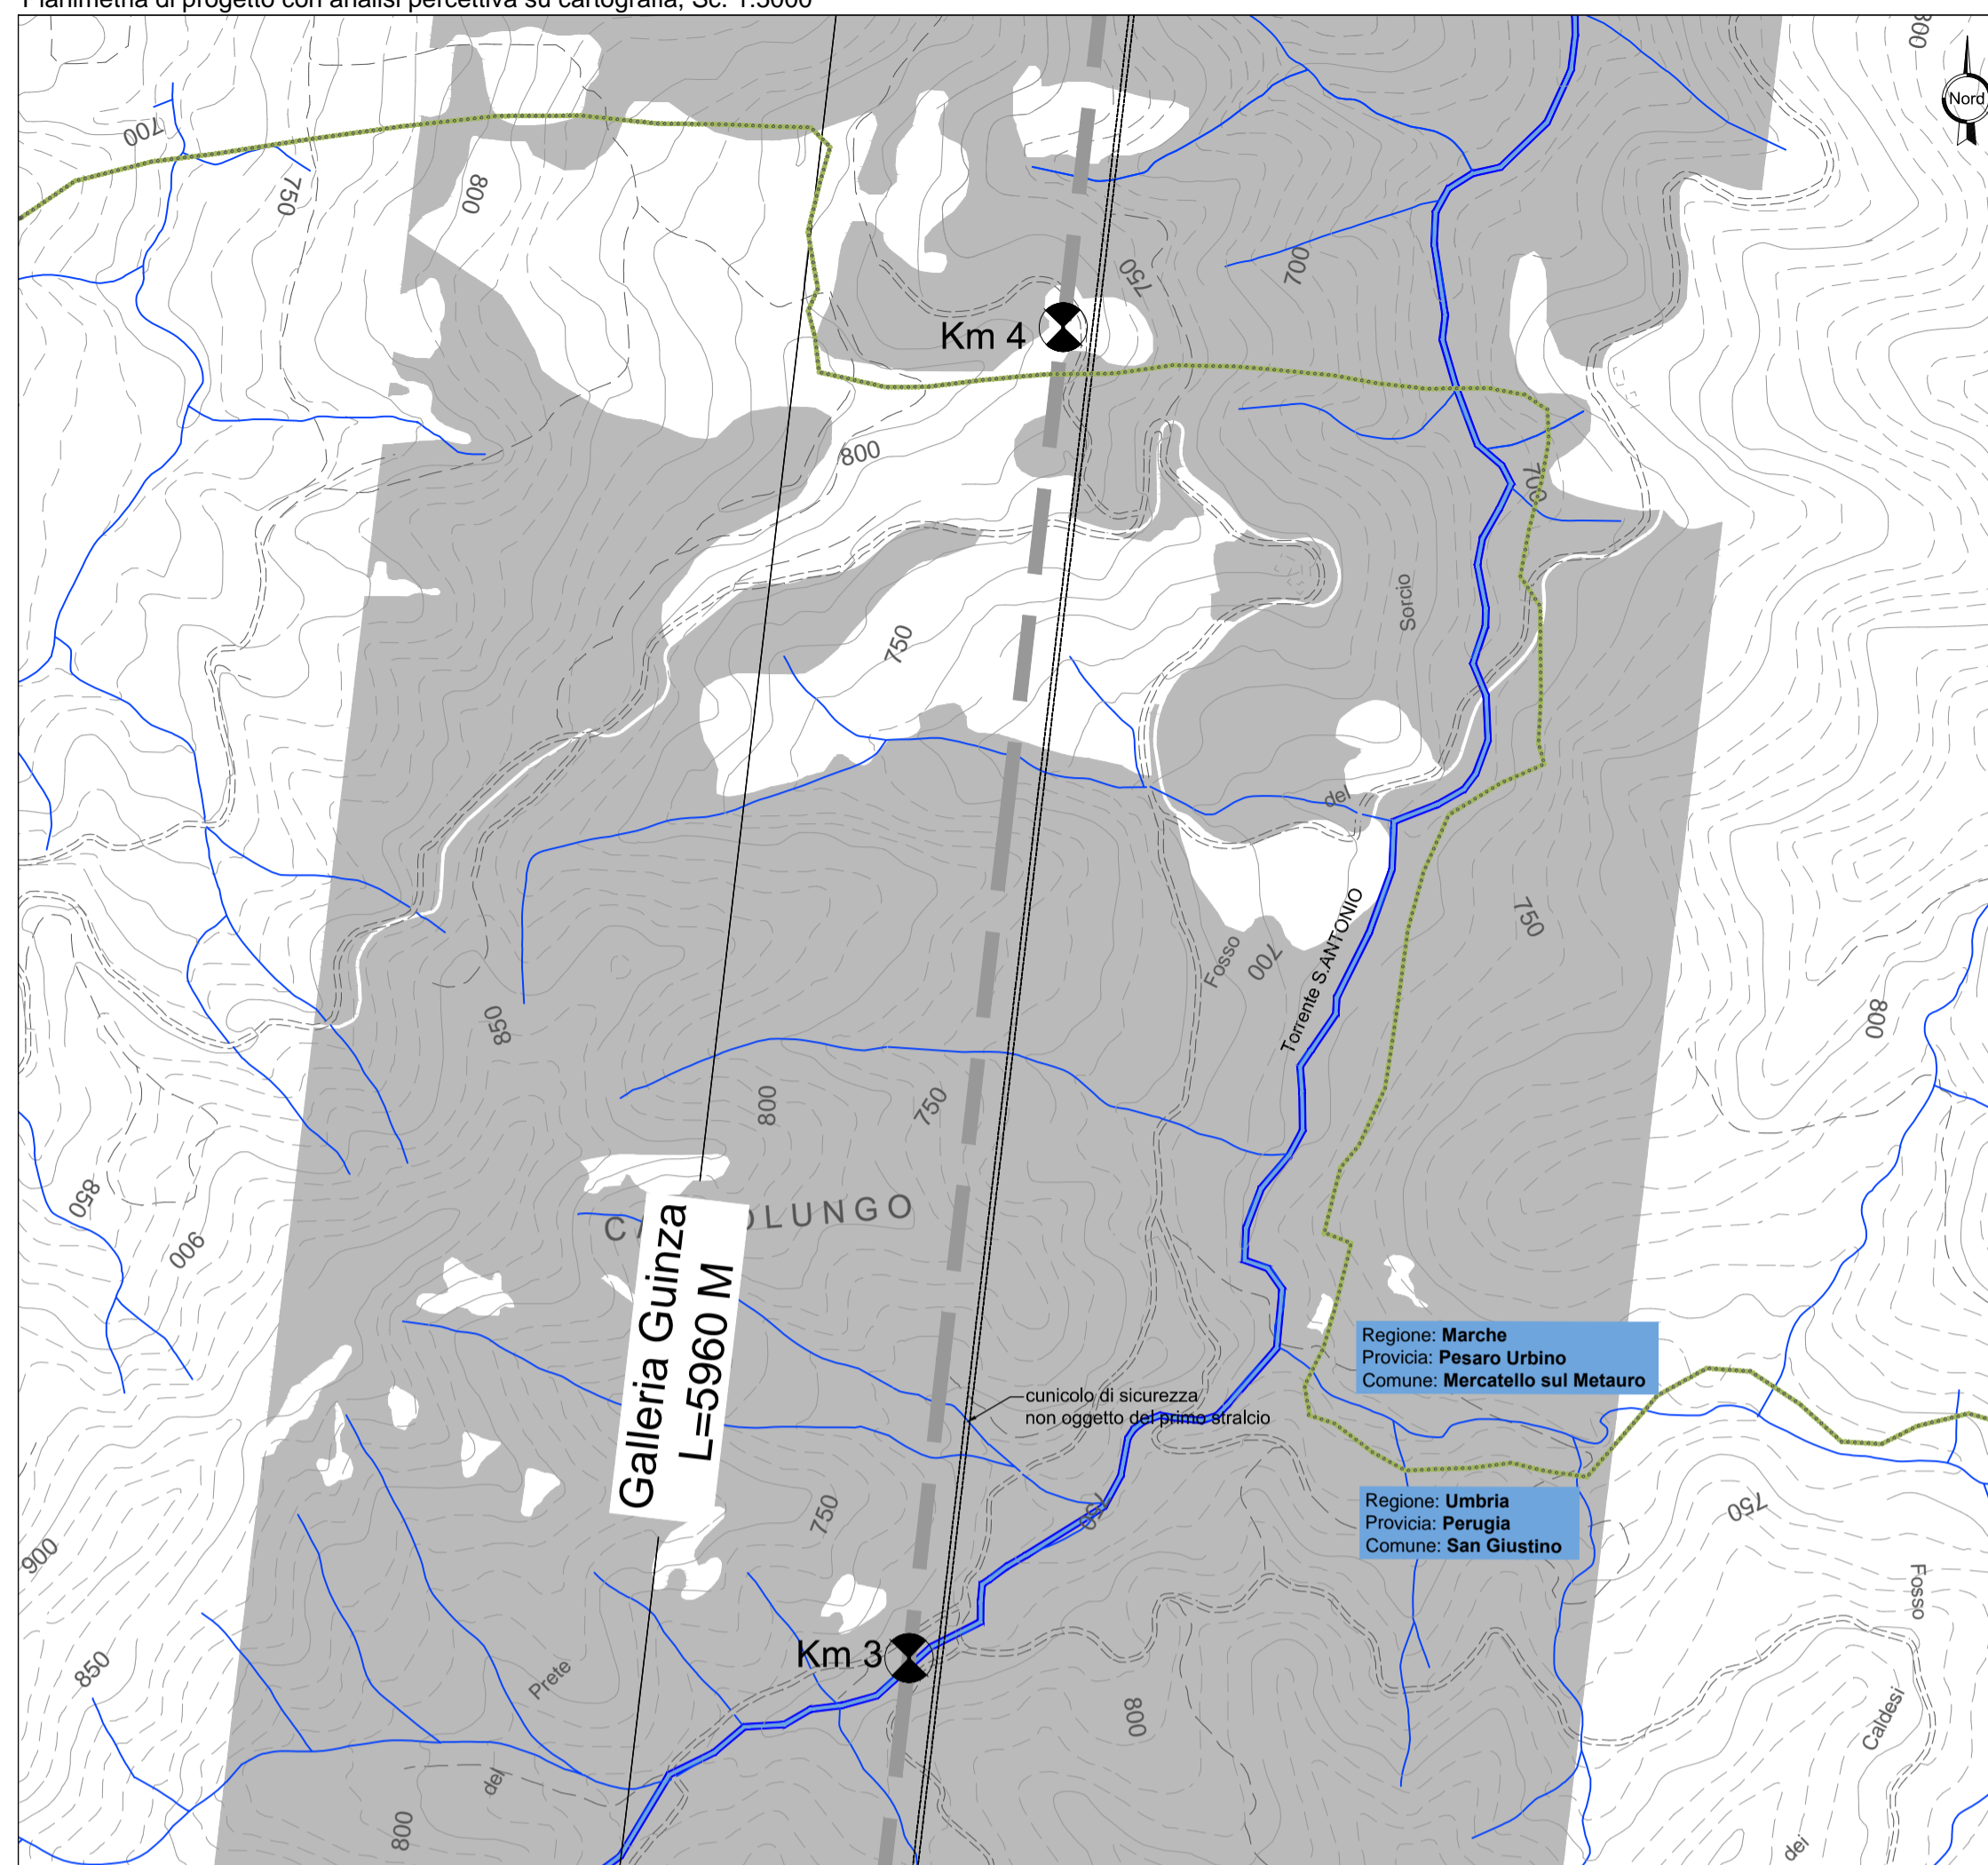 Planimetria di progetto con analisi percettiva su cartografia, Sc. 1:5000
800
Nord
700
750
800
750
700
Km 4
800
700
Sorcio
750
del
750
Fosso
700
Torrente S.ANTONIO
850
800
800
750
850
900
OLUNGO
Galleria Guinza
L=5960 M
Regione: Marche
Provicia: Pesaro Urbino
Comune: Mercatello sul Metauro
cunicolo di sicurezza
non oggetto del primo stralcio
Regione: Umbria
Provicia: Perugia
Comune: San Giustino
750
750
750
900
Fosso
Km 3
850
Prete
800
Caldesi
del
800
dei